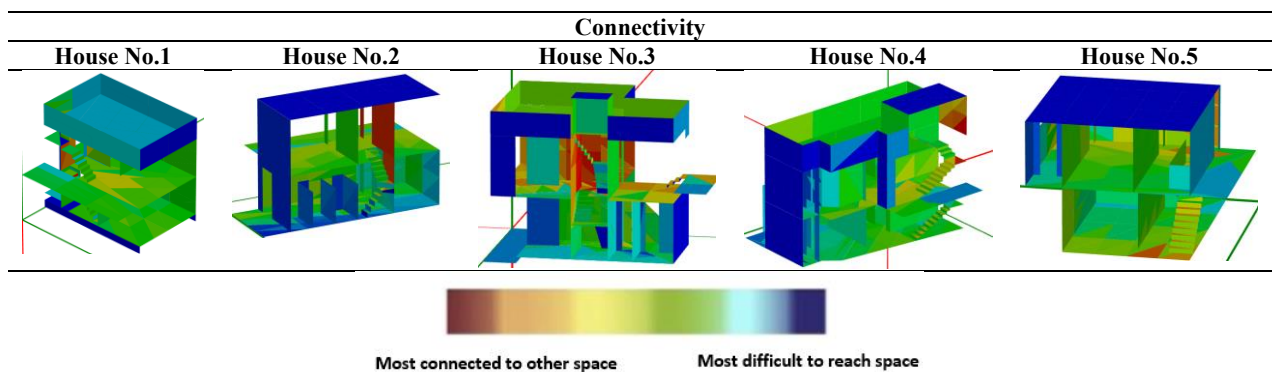 Connectivity
House No.1 House No.2 House No.3 House No.4 House No.5
Most connected to other space Most difficult to reach space